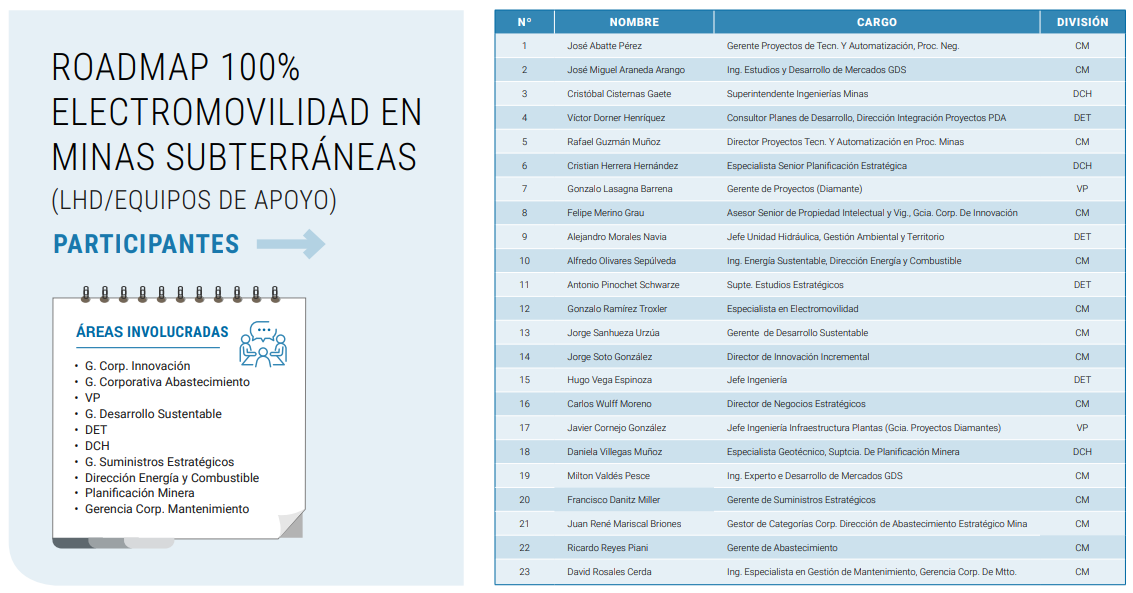 ROADMAP 100%
ELECTROMOVILIDAD EN
MINAS SUBTERRÁNEAS
(LHD/EQUIPOS DE APOYO)
PARTICIPANTES
ÁREAS INVOLUCRADAS
• G. Corp. Innovación
• G. Corporativa Abastecimiento
• VP
• G. Desarrollo Sustentable
• DET
• DCH
• G. Suministros Estratégicos
• Dirección Energía y Combustible
• Planificación Minera
• Gerencia Corp. Mantenimiento
Nº NOMBRE CARGO DIVISIÓN
1 José Abatte Pérez Gerente Proyectos de Tecn. Y Automatización, Proc. Neg. CM
2 José Miguel Araneda Arango Ing. Estudios y Desarrollo de Mercados GDS CM
3 Cristóbal Cisternas Gaete Superintendente Ingenierías Minas DCH
4 Víctor Dorner Henríquez Consultor Planes de Desarrollo, Dirección Integración Proyectos PDA DET
5 Rafael Guzmán Muñoz Director Proyectos Tecn. Y Automatización en Proc. Minas CM
6 Cristian Herrera Hernández Especialista Senior Planificación Estratégica DCH
7 Gonzalo Lasagna Barrena Gerente de Proyectos (Diamante) VP
8 Felipe Merino Grau Asesor Senior de Propiedad Intelectual y Vig., Gcia. Corp. De Innovación CM
9 Alejandro Morales Navia Jefe Unidad Hidráulica, Gestión Ambiental y Territorio DET
10 Alfredo Olivares Sepúlveda Ing. Energía Sustentable, Dirección Energía y Combustible CM
11 Antonio Pinochet Schwarze Supte. Estudios Estratégicos DET
12 Gonzalo Ramírez Troxler Especialista en Electromovilidad CM
13 Jorge Sanhueza Urzúa Gerente de Desarrollo Sustentable CM
14 Jorge Soto González Director de Innovación Incremental CM
15 Hugo Vega Espinoza Jefe Ingeniería DET
16 Carlos Wulff Moreno Director de Negocios Estratégicos CM
17 Javier Cornejo González Jefe Ingeniería Infraestructura Plantas (Gcia. Proyectos Diamantes) VP
18 Daniela Villegas Muñoz Especialista Geotécnico, Suptcia. De Planificación Minera DCH
19 Milton Valdés Pesce Ing. Experto e Desarrollo de Mercados GDS CM
20 Francisco Danitz Miller Gerente de Suministros Estratégicos CM
21 Juan René Mariscal Briones Gestor de Categorías Corp. Dirección de Abastecimiento Estratégico Mina CM
22 Ricardo Reyes Piani Gerente de Abastecimiento CM
23 David Rosales Cerda Ing. Especialista en Gestión de Mantenimiento, Gerencia Corp. De Mtto. CM